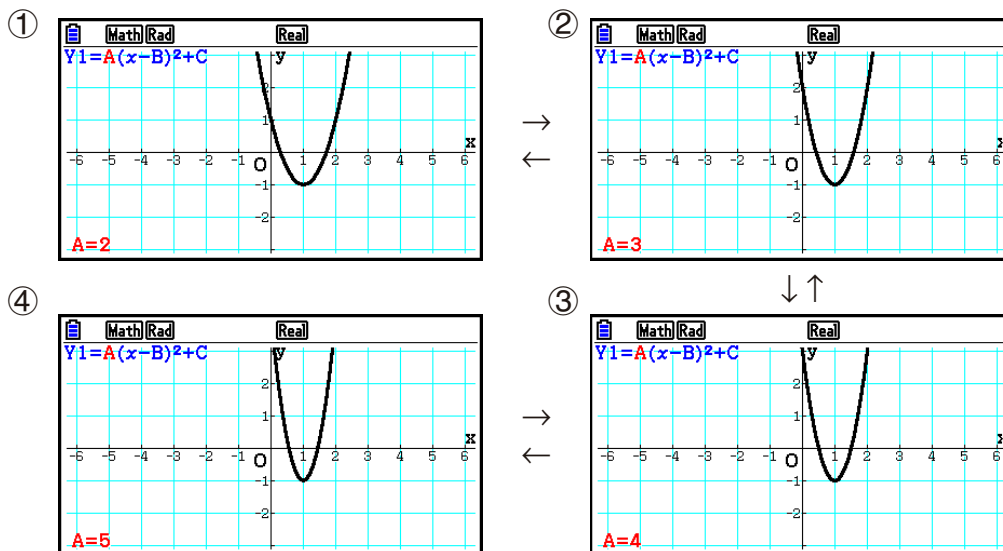 ①
Math Rad Real
Y1=A(x-B)²+C
y
2
1
-6 -5 -4 -3 -2 -1 O 1 2 3 4 5 6 x
-1
-2
A=2
→
←
②
Math Rad Real
Y1=A(x-B)²+C
y
2
1
-6 -5 -4 -3 -2 -1 O 1 2 3 4 5 6 x
-1
-2
A=3
↓↑
④
Math Rad Real
Y1=A(x-B)²+C
y
2
1
-6 -5 -4 -3 -2 -1 O 1 2 3 4 5 6 x
-1
-2
A=5
→
←
③
Math Rad Real
Y1=A(x-B)²+C
y
2
1
-6 -5 -4 -3 -2 -1 O 1 2 3 4 5 6 x
-1
-2
A=4